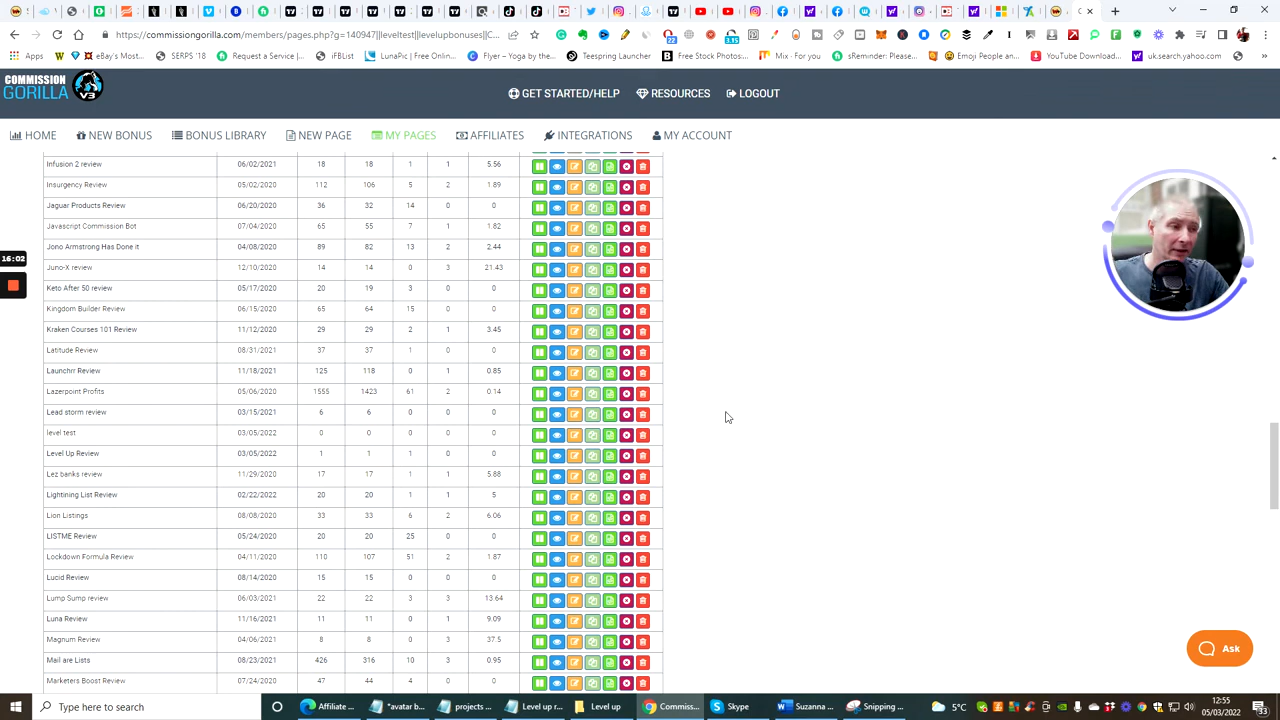 commissiongorilla.com/members/pages.php?g=140947||leveltest||levelupbonuses||C...
Apps
eBay's Most...
SERPS '18
Request a Service |...
iFBList
LunaPic | Free Onlin...
Flyer – Weekly by "...
Teespring Launcher
Free Stock Photos:...
Mix · For you
sReminder: Please...
Emoji People an...
YouTube Download...
uk.search.yahoo.com
COMMISSION
GORILLA V3
GET STARTED/HELP
RESOURCES
LOGOUT
HOME
NEW BONUS
BONUS LIBRARY
NEW PAGE
MY PAGES
AFFILIATES
INTEGRATIONS
MY ACCOUNT
Infusion 2 review 06/02/2021 18 18 1 1 5.56
Insurgency Review 05/02/2020 112 106 5 2 1.89
Jaguar Products Review 06/20/2020 36 32 14 0 0
Javascript Commission Bot 07/04/2020 65 55 7 1 1.82
Jono Armstrong Has Done it 04/08/2020 89 82 13 2 2.44
16:02
Juno-X review 12/10/2020 14 14 0 3 21.43
Keto After 50 review 05/17/2020 20 19 3 0 0
Kingdom Builder Review 06/15/2020 65 64 15 0 0
Kraken Courses 101 Review 11/12/2020 29 29 2 1 3.45
Latitude Review 08/31/2021 37 37 1 0 0
Launchrr Review 11/18/2021 125 118 0 1 0.85
Lazerpoint Profits 05/06/2020 1555 1423 61 2 0.14
Lead storm review 03/15/2021 6 6 0 0 0
level test 03/05/2022 0 0 0 0 0
Level Up Review 03/05/2022 1 1 1 0 0
Lez banks review 11/29/2020 17 17 1 1 5.88
Lightining List Review 02/22/2022 20 20 1 1 5
Lion Listings 08/08/2020 33 33 6 2 6.06
LISTME Review 05/24/2020 20 20 25 0 0
Lockdown Formula Review 04/11/2020 110 107 51 2 1.87
Lucid Review 08/14/2020 15 15 0 0 0
Lump Sump review 06/03/2021 22 22 3 3 13.64
Luna Review 11/16/2021 11 11 0 1 9.09
Magnum Review 04/06/2021 8 8 0 3 37.5
Mail are Lists 08/23/2021 423 316 10 3 0.95
Marketers Boost Review 07/24/2020 47 44 4 0 0
Ask
Type here to search
Affiliate ...
*avatar b...
projects ...
Level up r...
Level up
Commiss...
Skype
Suzanna ...
Snipping ...
5°C
12:55
05/03/2022